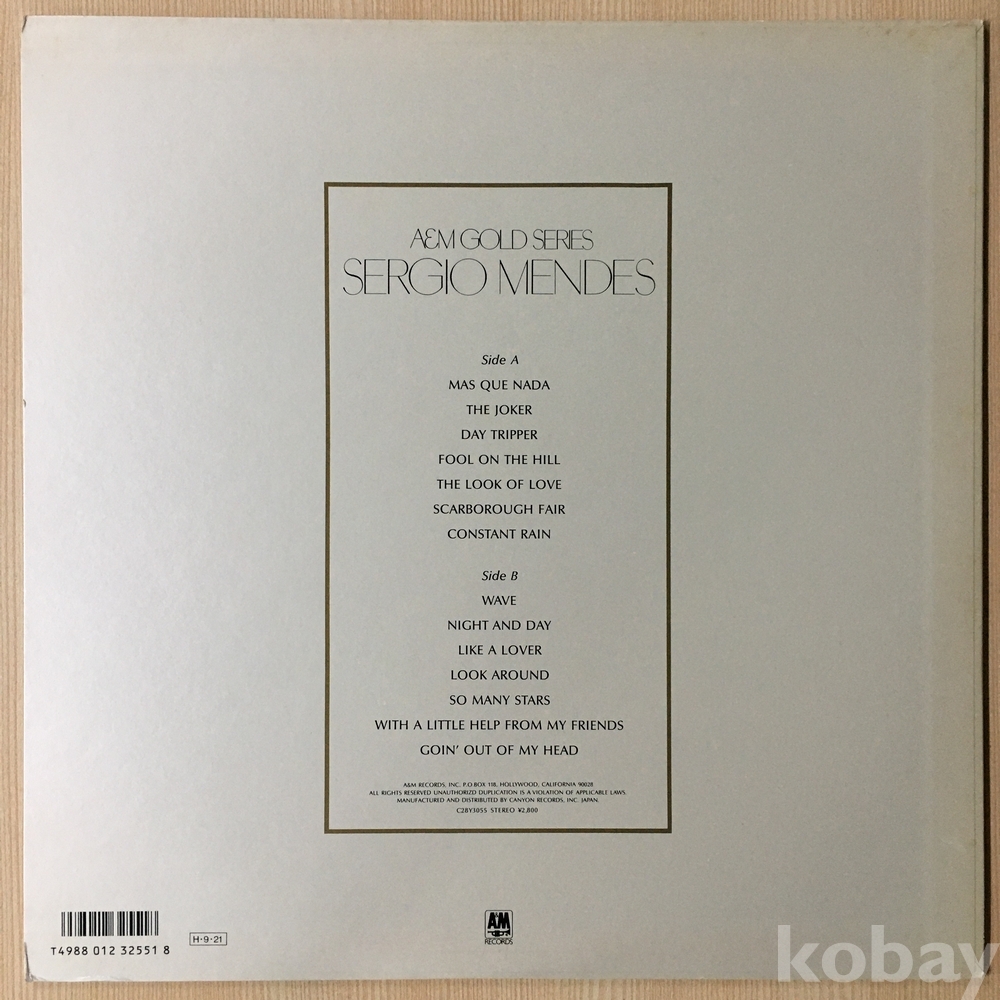 A&M GOLD SERIES
SERGIO MENDES
Side A
MAS QUE NADA
THE JOKER
DAY TRIPPER
FOOL ON THE HILL
THE LOOK OF LOVE
SCARBOROUGH FAIR
CONSTANT RAIN
Side B
WAVE
NIGHT AND DAY
LIKE A LOVER
LOOK AROUND
SO MANY STARS
WITH A LITTLE HELP FROM MY FRIENDS
GOIN' OUT OF MY HEAD
A&M RECORDS, INC. P.O.BOX 118, HOLLYWOOD, CALIFORNIA 90028
ALL RIGHTS RESERVED UNAUTHORIZD DUPLICATION IS A VIOLATION OF APPLICABLE LAWS.
MANUFACTURED AND DISTRIBUTED BY CANYON RECORDS, INC. JAPAN.
C28Y3055 STEREO ¥2,800
T4988 012 32551 8
H·9·21
A&M
RECORDS
kobay